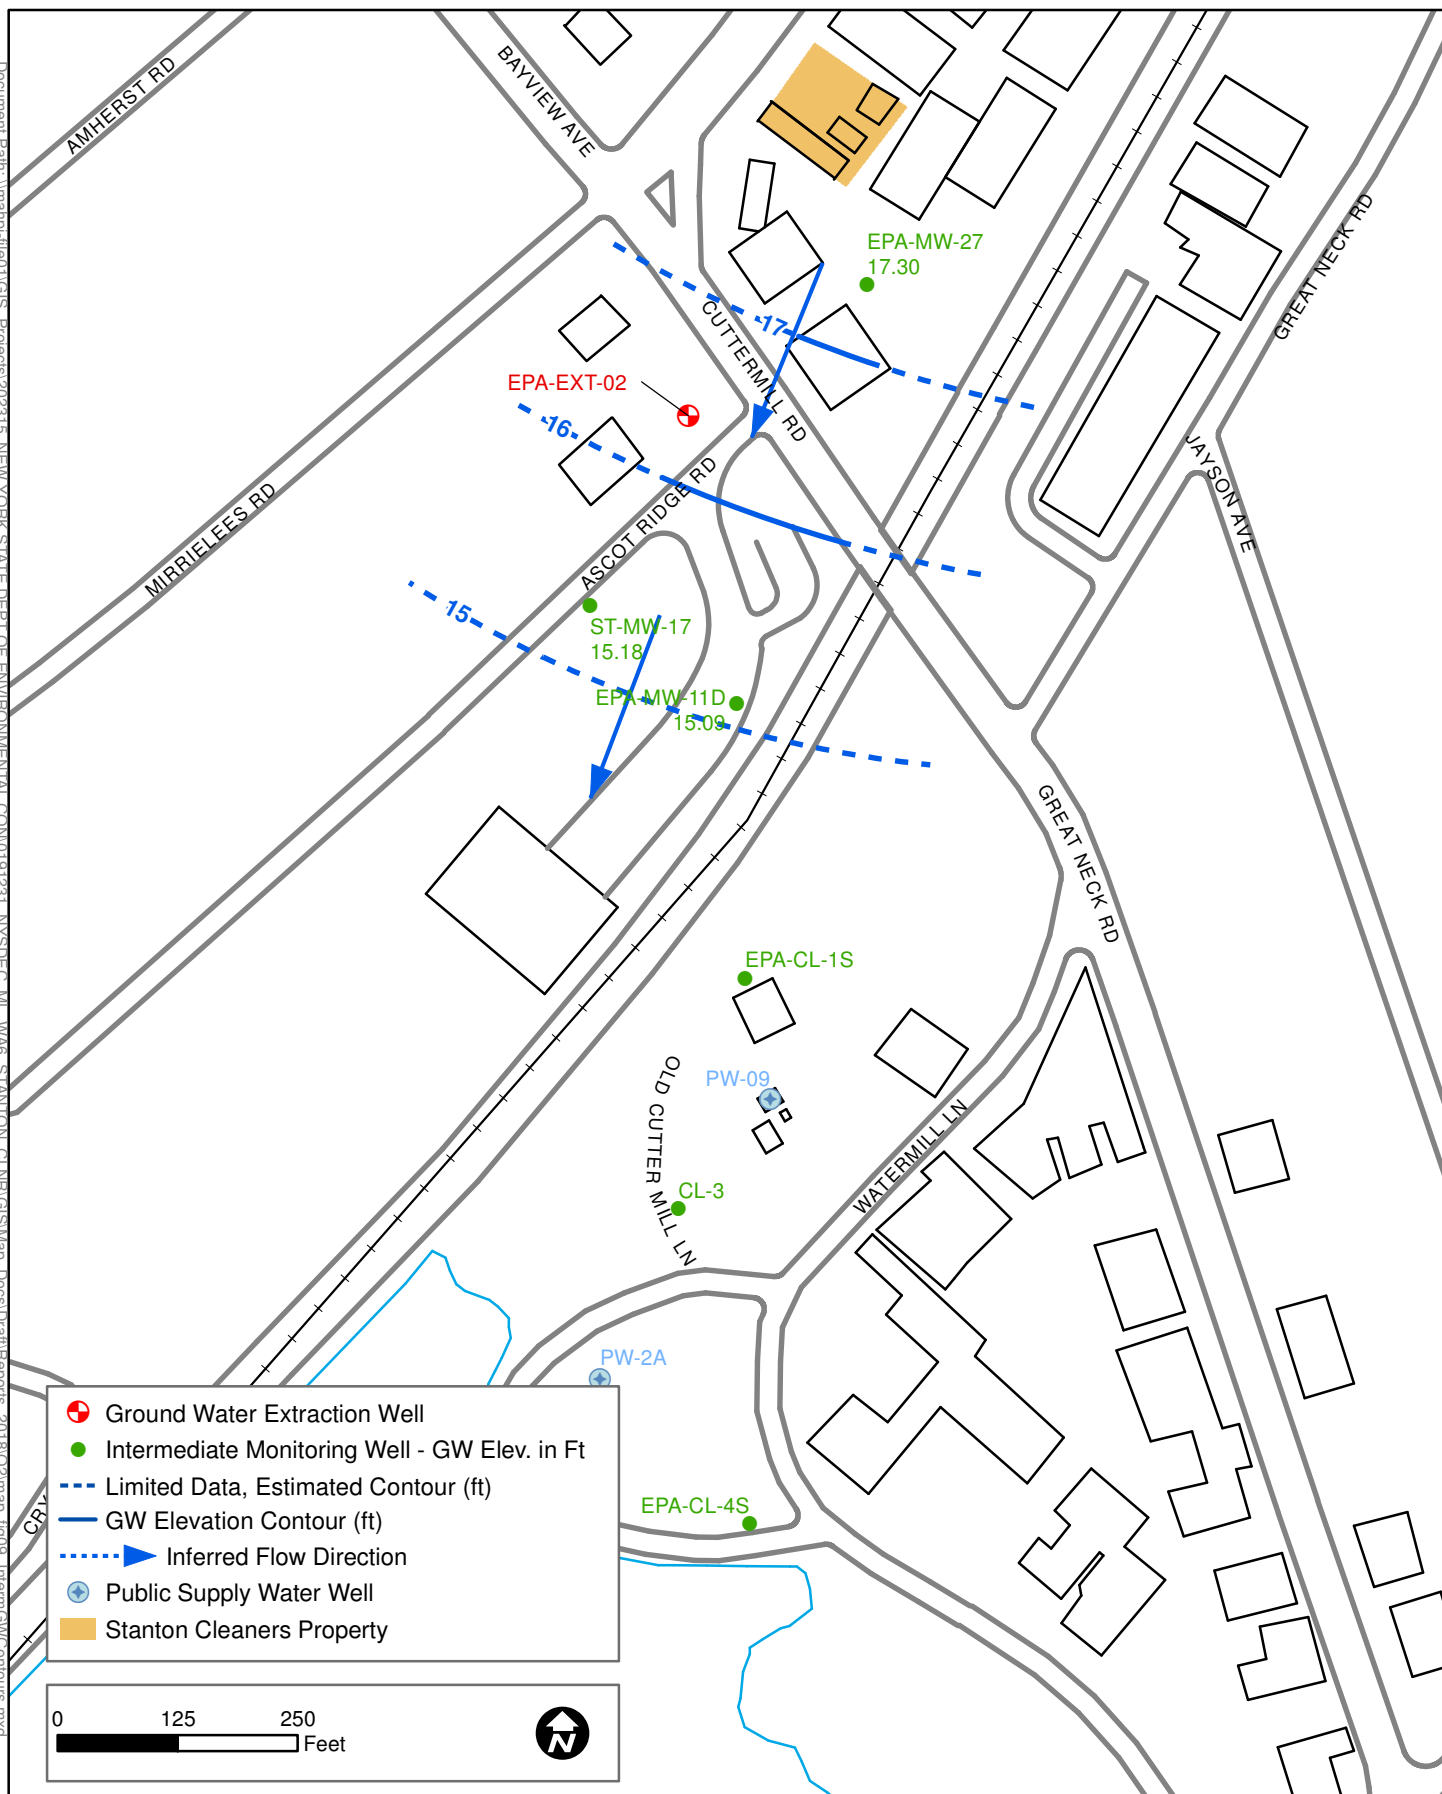 AMHERST RD
BAYVIEW AVE
EPA-MW-27
17.30
GREAT NECK RD
17
CUTTERMILL RD
EPA-EXT-02
16
JAYSON AVE
MIRRIELEES RD
ASCOT RIDGE RD
15
ST-MW-17
15.18
EPA-MW-11D
15.09
GREAT NECK RD
EPA-CL-1S
OLD CUTTER MILL LN
PW-09
WATERMILL LN
CL-3
PW-2A
EPA-CL-4S
CRY
Ground Water Extraction Well
Intermediate Monitoring Well - GW Elev. in Ft
Limited Data, Estimated Contour (ft)
GW Elevation Contour (ft)
Inferred Flow Direction
Public Supply Water Well
Stanton Cleaners Property
0 125 250
Feet
N